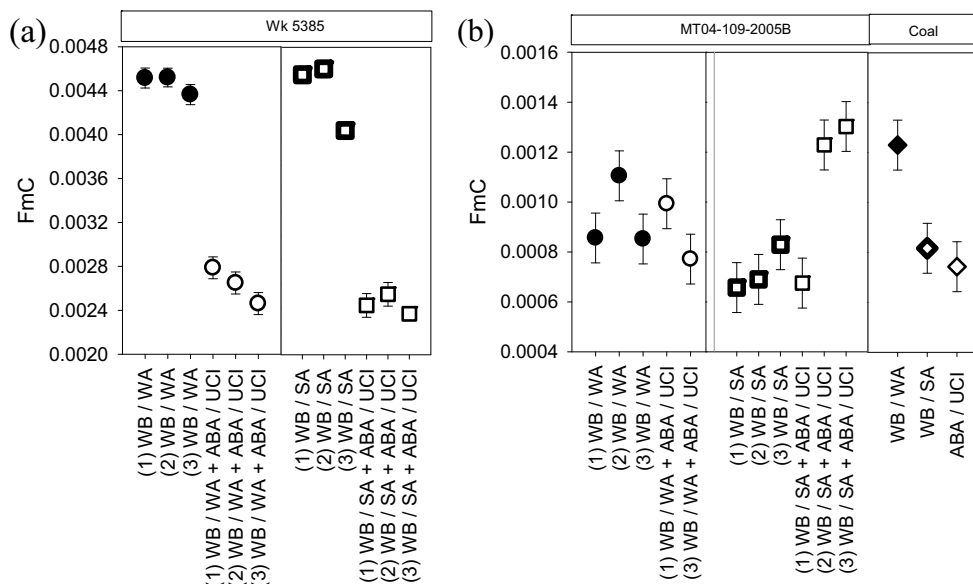 (a)
Wk 5385
FmC
0.0048
0.0044
0.0040
0.0036
0.0032
0.0028
0.0024
0.0020
(1) WB / WA
(2) WB / WA
(3) WB / WA
(1) WB / WA + ABA / UCI
(2) WB / WA + ABA / UCI
(3) WB / WA + ABA / UCI
(1) WB / SA
(2) WB / SA
(3) WB / SA
(1) WB / SA + ABA / UCI
(2) WB / SA + ABA / UCI
(3) WB / SA + ABA / UCI
(b)
MT04-109-2005B
Coal
FmC
0.0016
0.0014
0.0012
0.0010
0.0008
0.0006
0.0004
(1) WB / WA
(2) WB / WA
(3) WB / WA
(1) WB / WA + ABA / UCI
(3) WB / WA + ABA / UCI
(1) WB / SA
(2) WB / SA
(3) WB / SA
(1) WB / SA + ABA / UCI
(2) WB / SA + ABA / UCI
(3) WB / SA + ABA / UCI
WB / WA
WB / SA
ABA / UCI